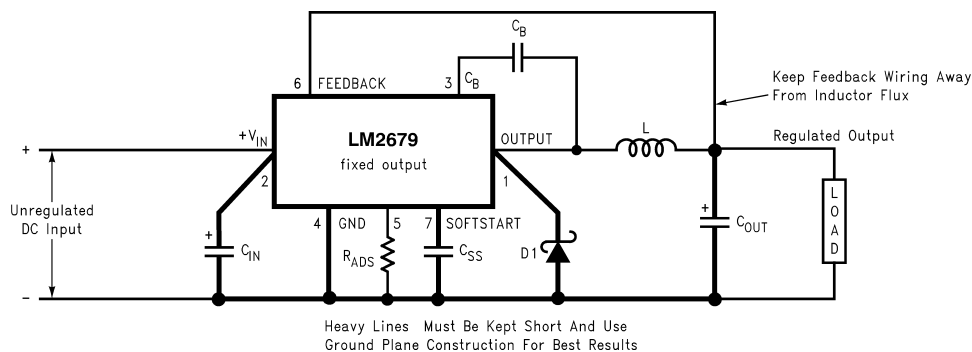 C_B
6 FEEDBACK 3 C_B
Keep Feedback Wiring Away
From Inductor Flux
+V_IN
LM2679
fixed output
OUTPUT
L
Regulated Output
+
2
1
Unregulated
DC Input
4 GND 5 7 SOFTSTART
+
C_IN
R_ADS
C_SS
D1
+
C_OUT
LOAD
−
Heavy Lines Must Be Kept Short And Use
Ground Plane Construction For Best Results